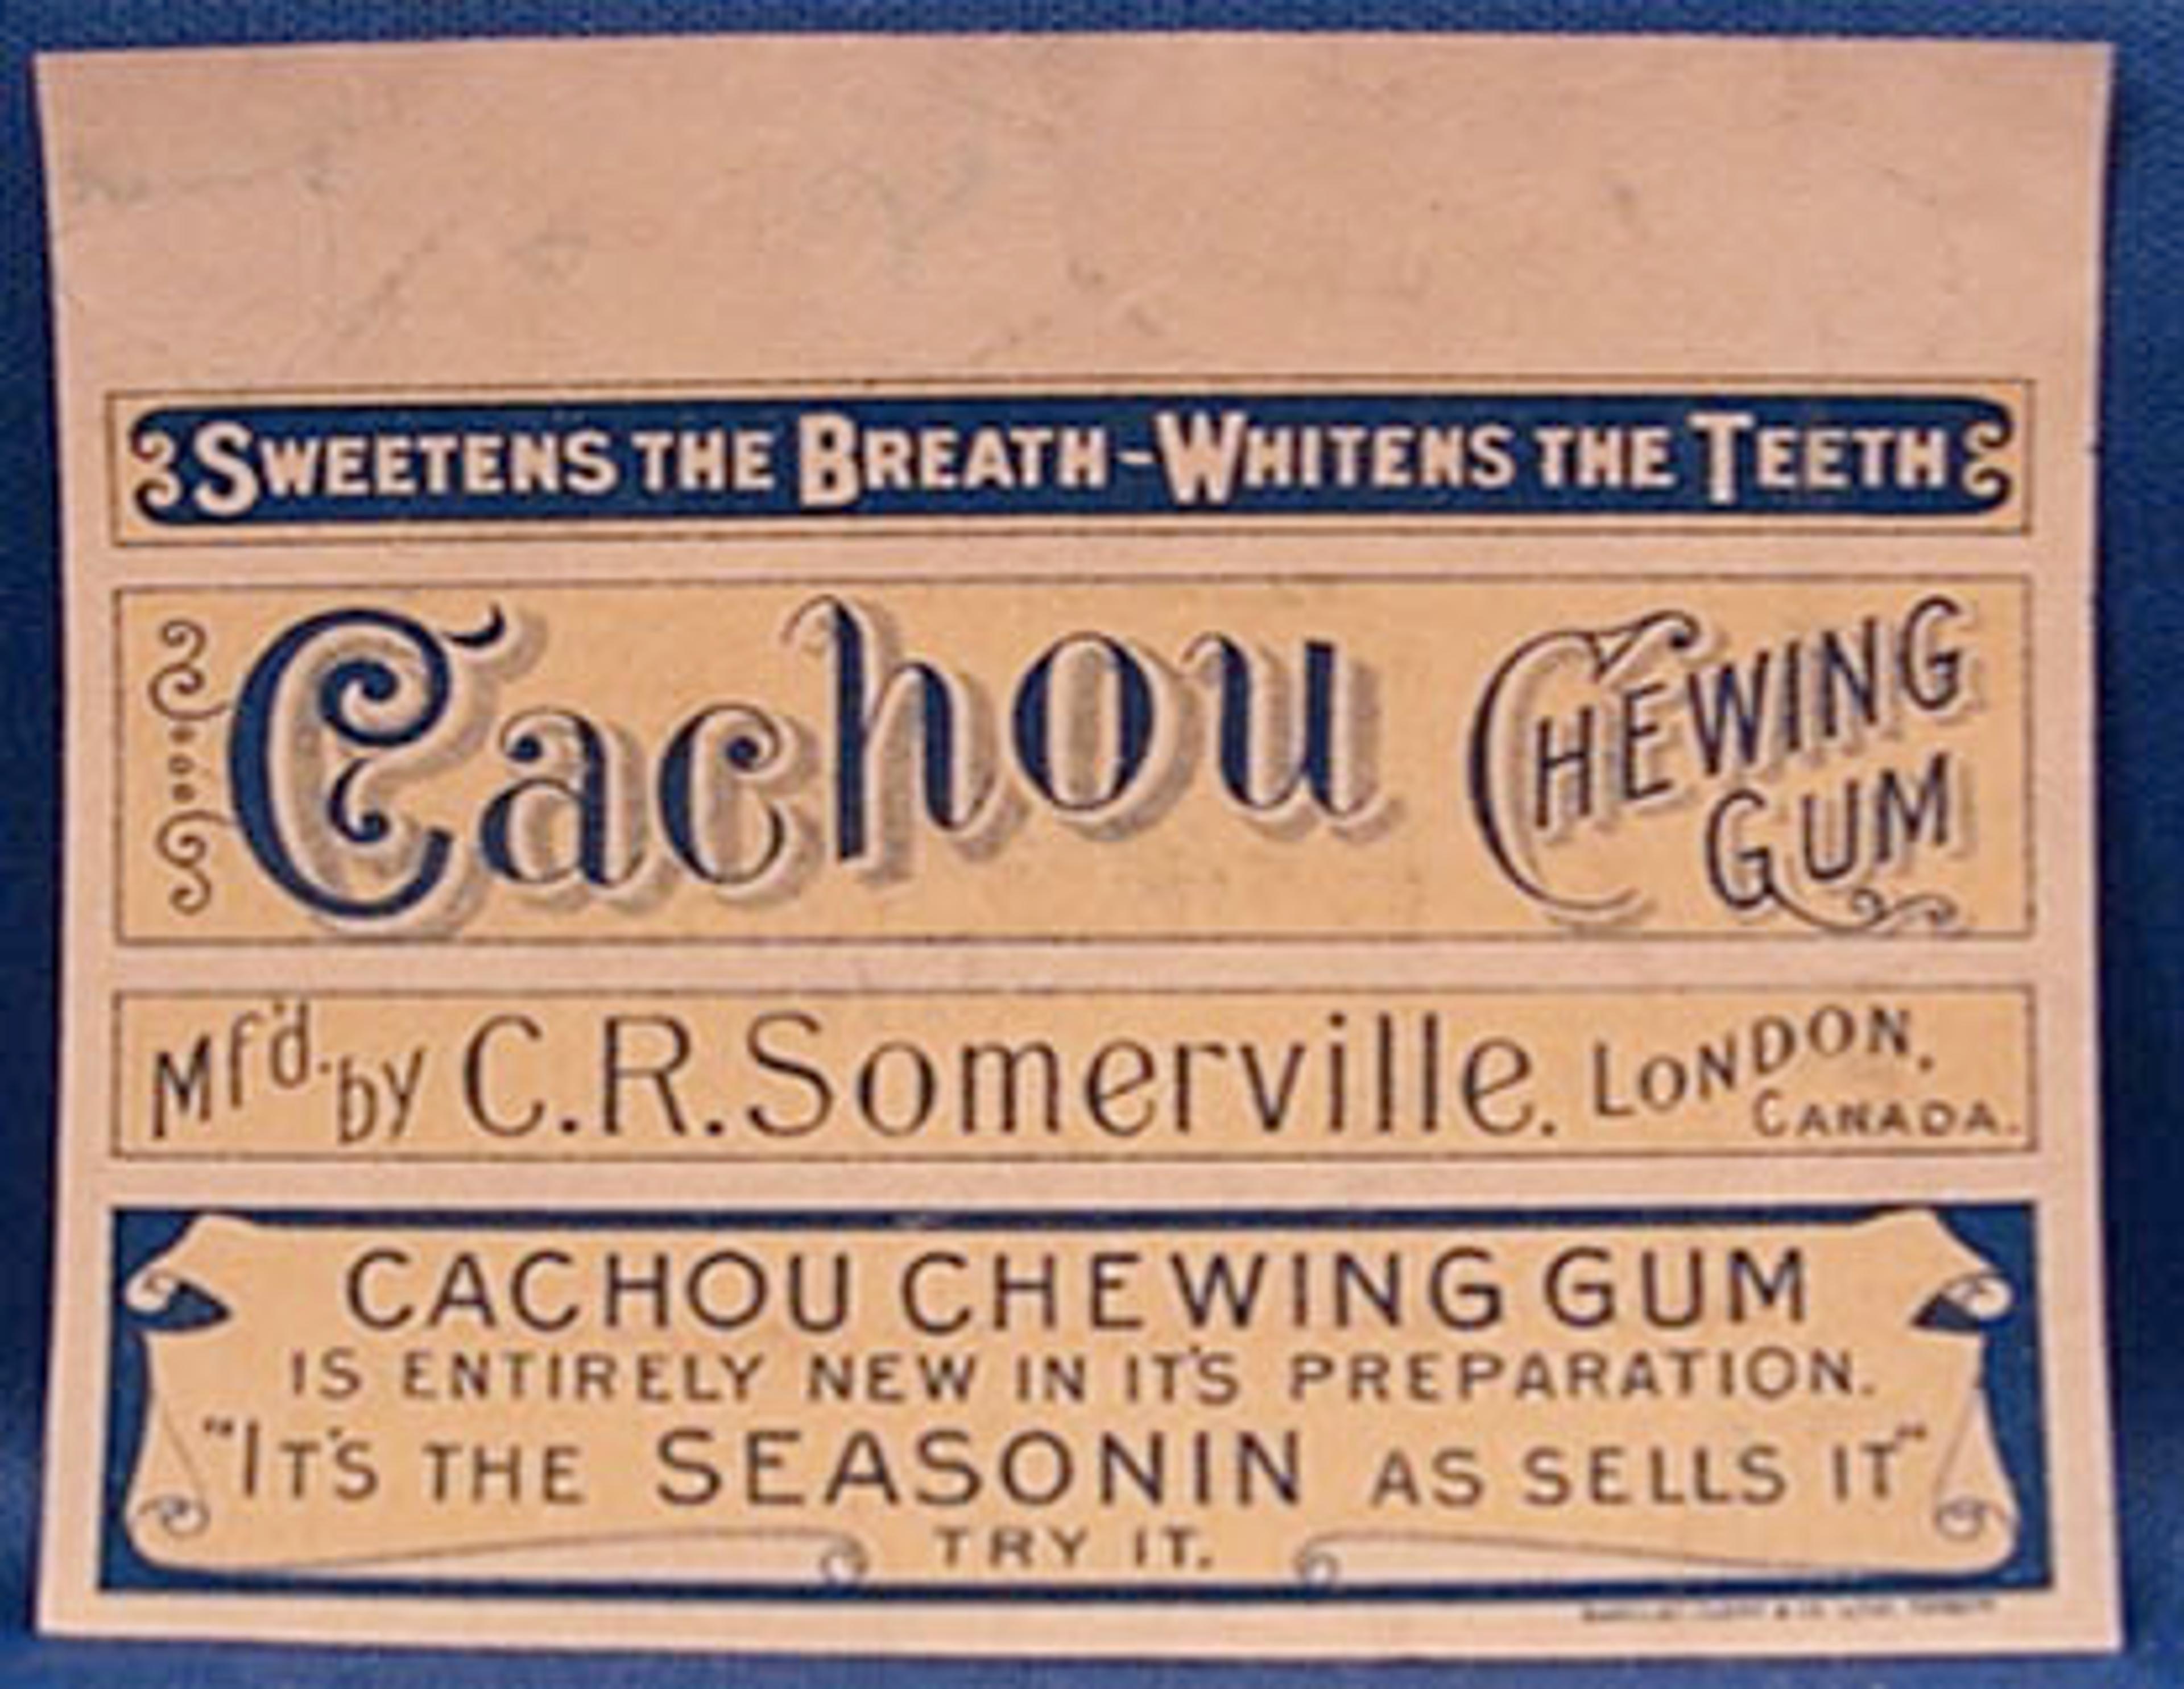 SWEETENS THE BREATH-WHITENS THE TEETH
Cachou CHEWING GUM
Mf'd. by C.R. Somerville. LONDON, CANADA.
CACHOU CHEWING GUM
IS ENTIRELY NEW IN IT'S PREPARATION.
"IT'S THE SEASONIN AS SELLS IT"
TRY IT.